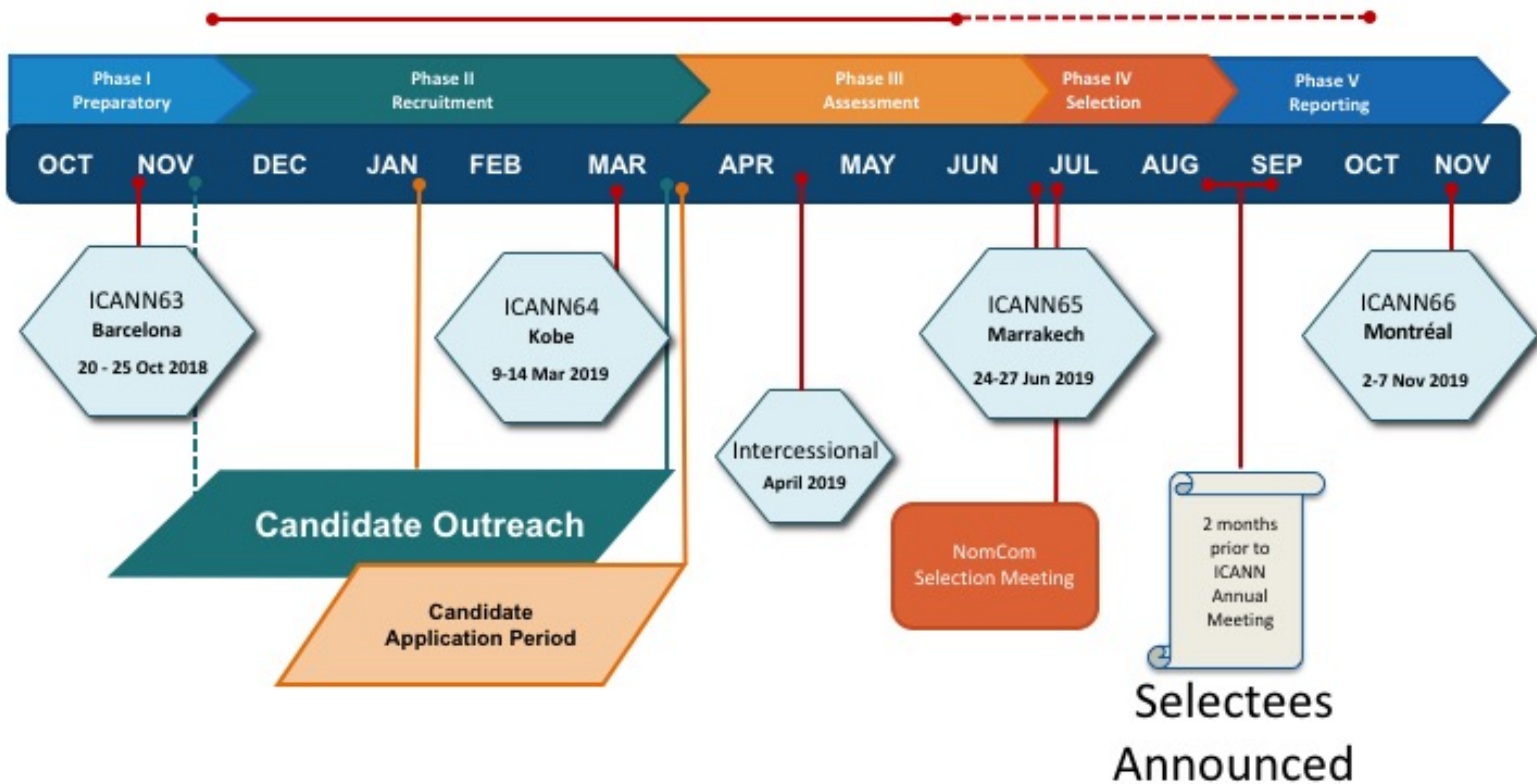 Phase I
Preparatory
Phase II
Recruitment
Phase III
Assessment
Phase IV
Selection
Phase V
Reporting
OCT NOV DEC JAN FEB MAR APR MAY JUN JUL AUG SEP OCT NOV
ICANN63
Barcelona
20 - 25 Oct 2018
ICANN64
Kobe
9-14 Mar 2019
ICANN65
Marrakech
24-27 Jun 2019
ICANN66
Montréal
2-7 Nov 2019
Intercessional
April 2019
Candidate Outreach
Candidate
Application Period
NomCom
Selection Meeting
2 months
prior to
ICANN
Annual
Meeting
Selectees
Announced